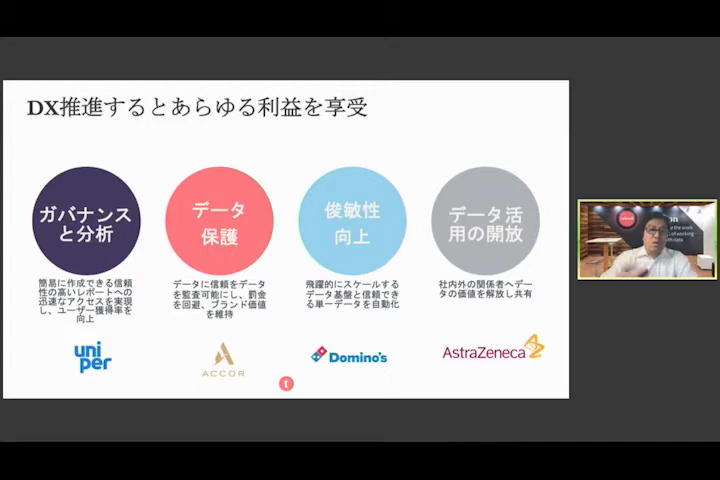 DX推進するとあらゆる利益を享受
ガバナンス
と分析
データ
保護
俊敏性
向上
データ活
用の開放
簡易に作成できる信頼
性の高いレポートへの
迅速なアクセスを実現
し、ユーザー獲得率を
向上
データに信頼をデータ
を監査可能にし、罰金
を回避、ブランド価値
を維持
飛躍的にスケールする
データ基盤と信頼でき
る単一データを自動化
社内外の関係者へデー
タの価値を解放し共有
uni
per
ACCOR
Domino's
AstraZeneca
t